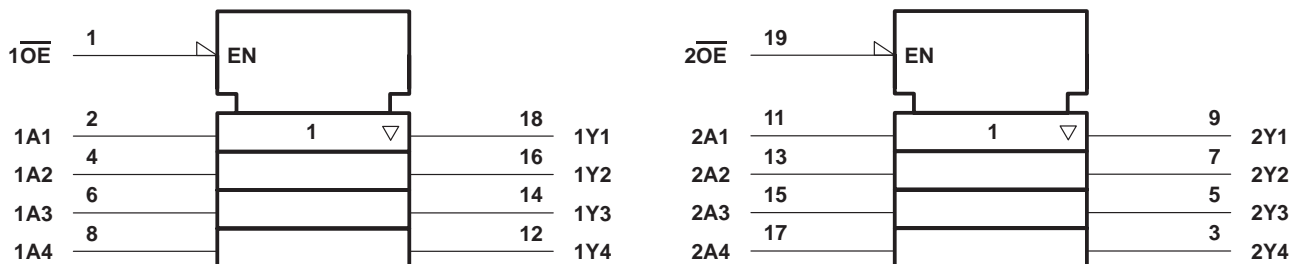 1 19
1O̅E̅ EN 2O̅E̅ EN
2 1 18 11 1 9
1A1 1Y1 2A1 2Y1
4 16 13 7
1A2 1Y2 2A2 2Y2
6 14 15 5
1A3 1Y3 2A3 2Y3
8 12 17 3
1A4 1Y4 2A4 2Y4